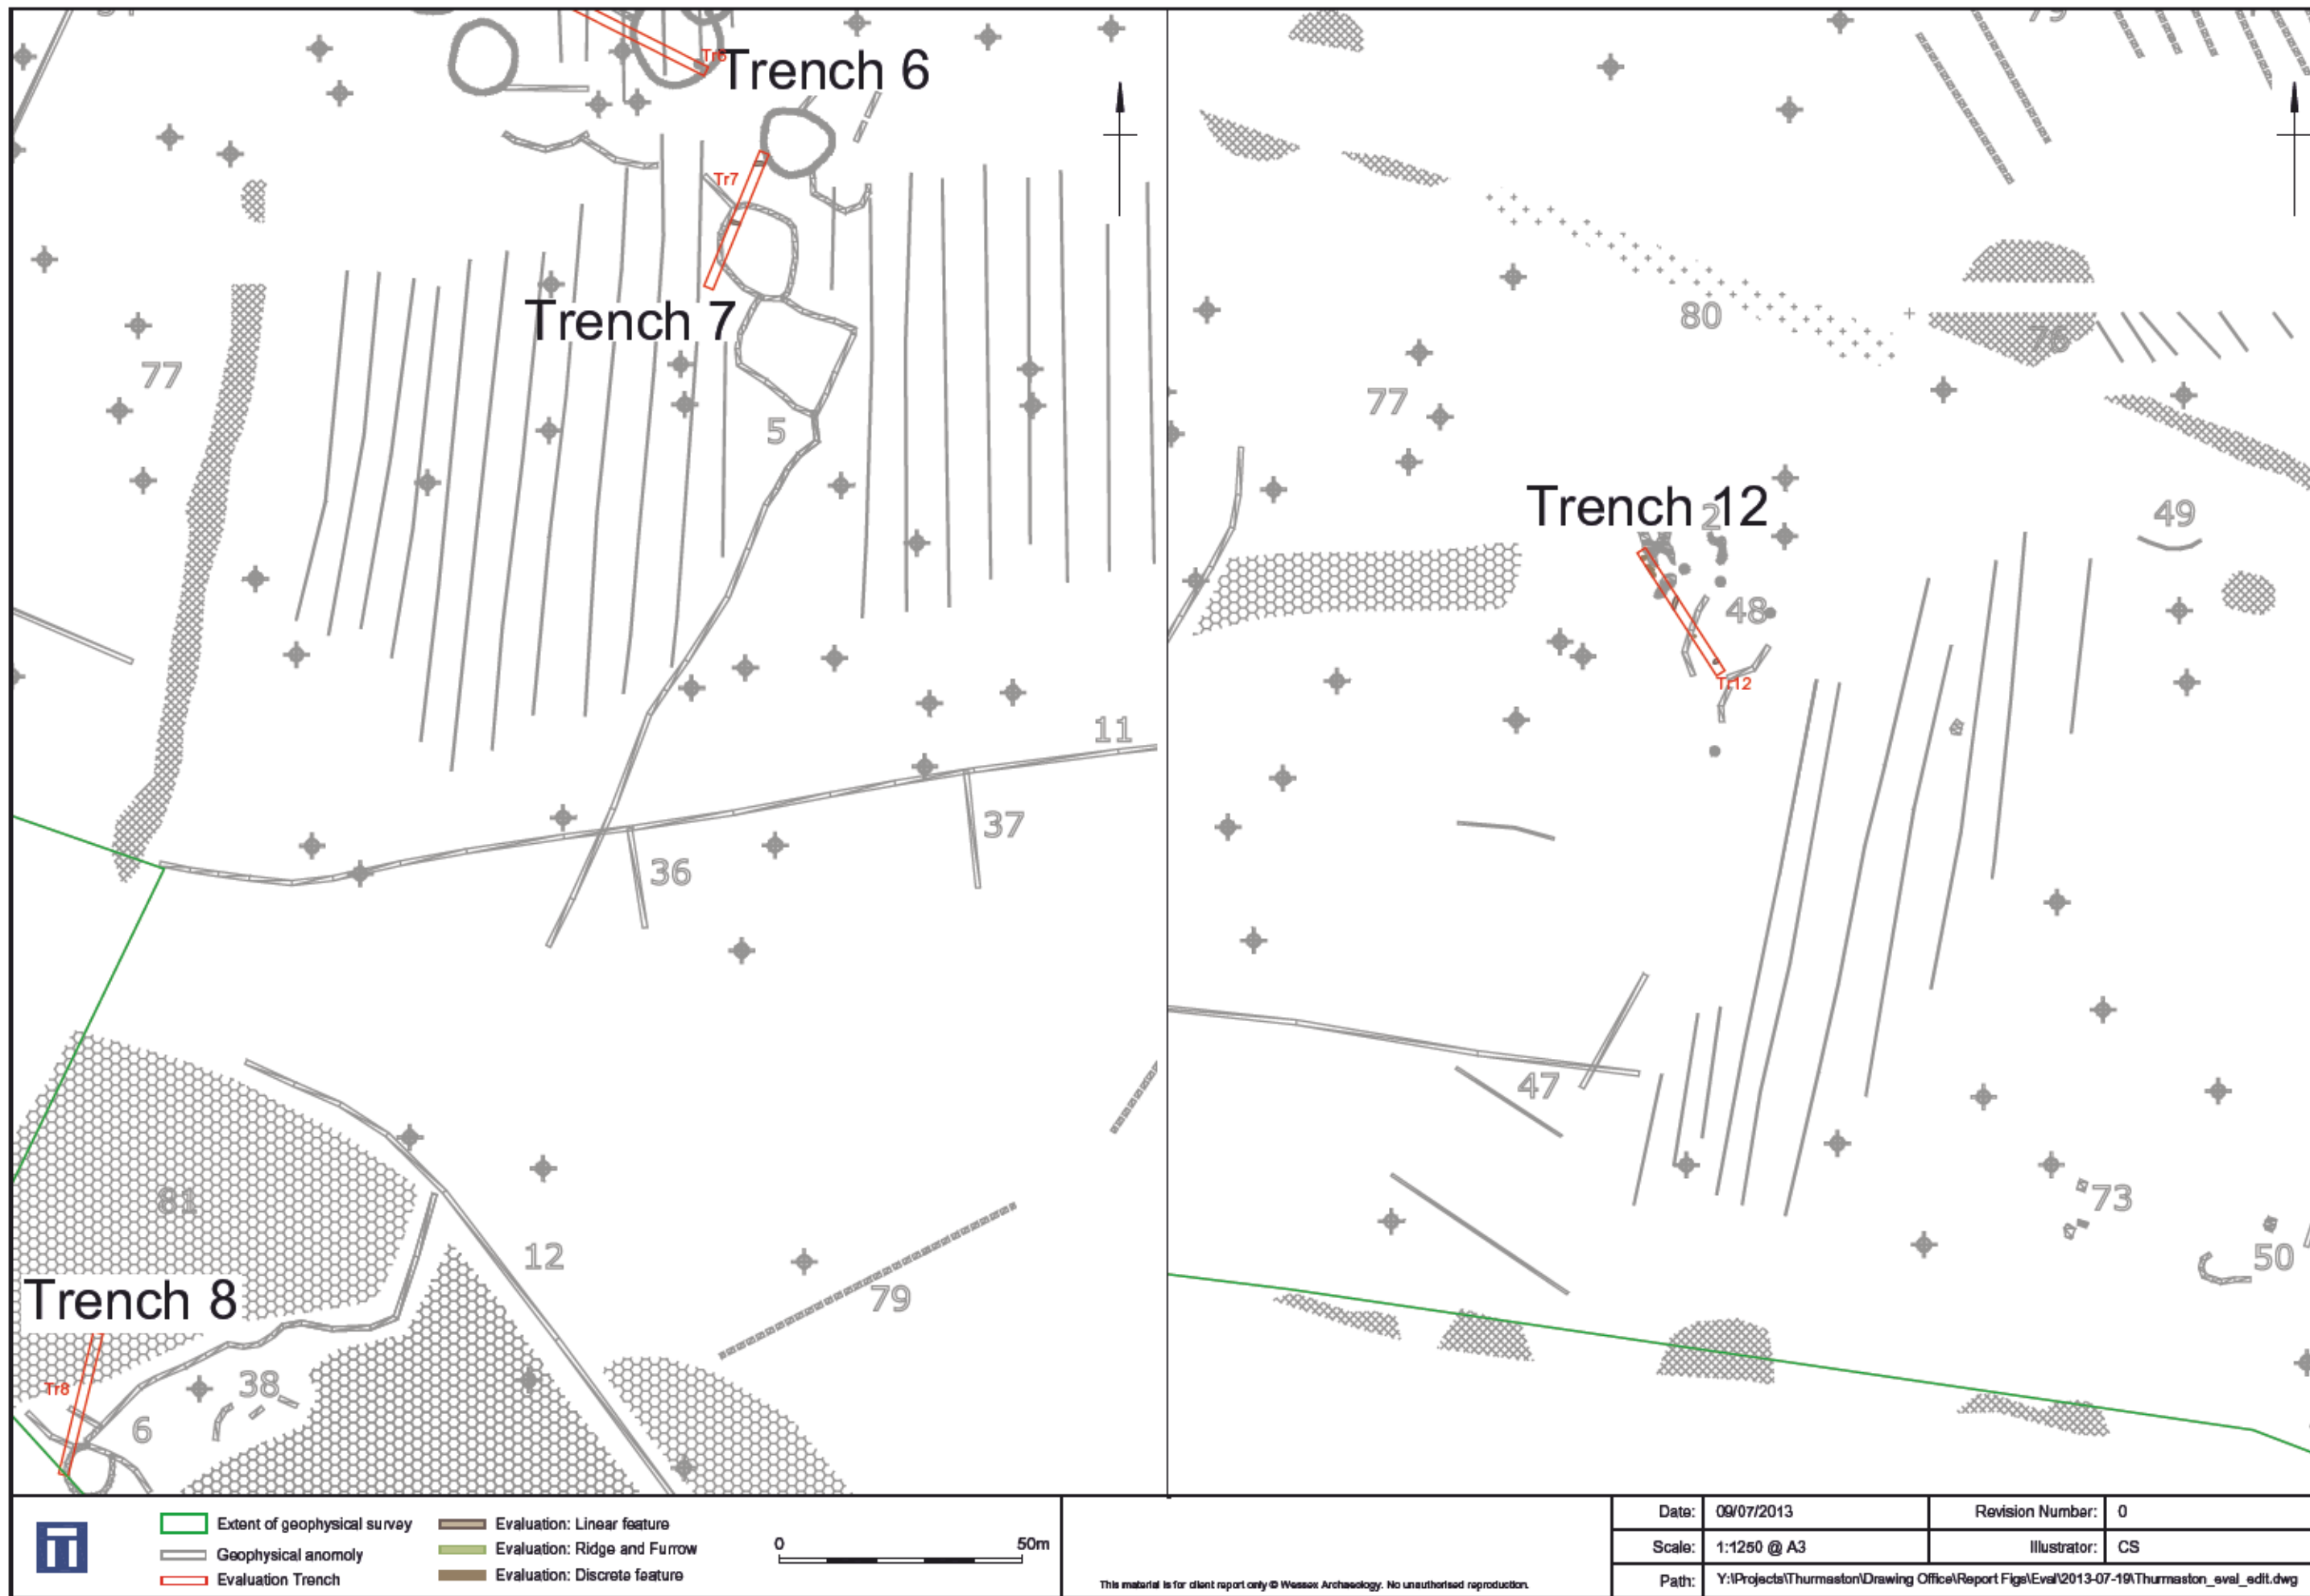 Tr6
Trench 6
Tr7
Trench 7
77
5
11
37
36
81
12
79
Trench 8
Tr8
38
6
79
80
76
77
Trench 12
2
49
48
Tr12
47
73
50
Extent of geophysical survey
Geophysical anomoly
Evaluation Trench
Evaluation: Linear feature
Evaluation: Ridge and Furrow
Evaluation: Discrete feature
0 50m
This material is for client report only © Wessex Archaeology. No unauthorised reproduction.
Date: 09/07/2013 Revision Number: 0
Scale: 1:1250 @ A3 Illustrator: CS
Path: Y:\Projects\Thurmaston\Drawing Office\Report Figs\Eval\2013-07-19\Thurmaston_eval_edit.dwg